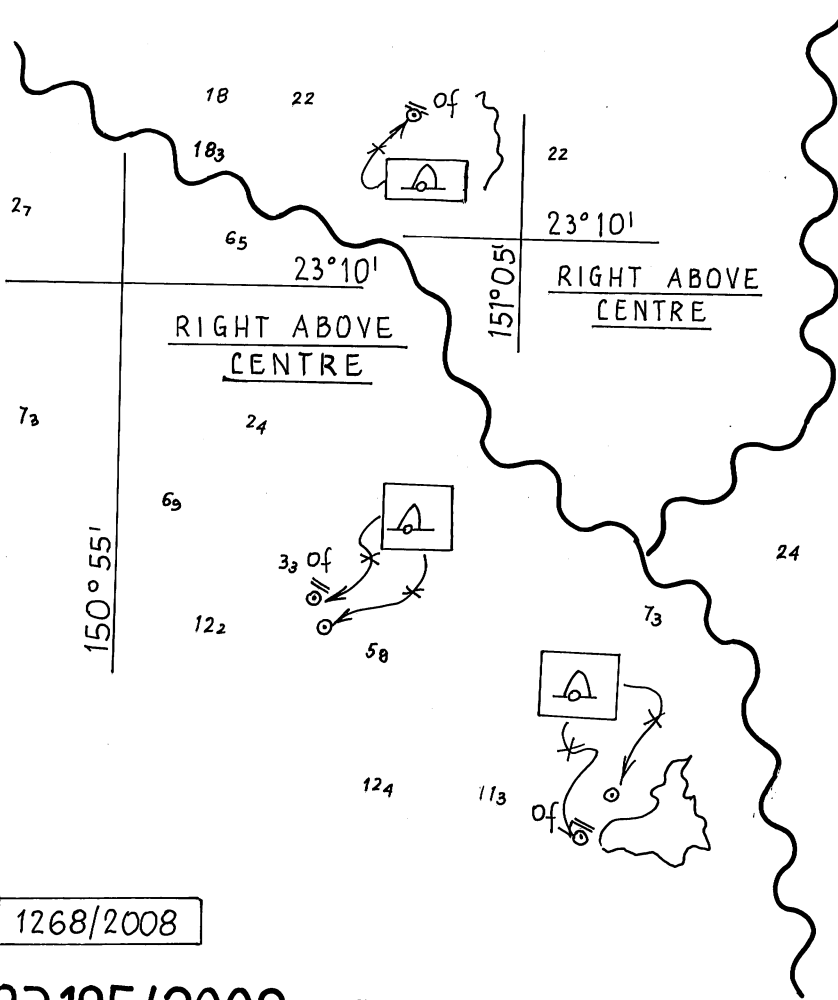 18 22 Of
18₃ 22
2₇
6₅
23°10'
23°10'
151°05'
RIGHT ABOVE
CENTRE
RIGHT ABOVE
CENTRE
7₃ 2₄
6₉
150°55'
3₃ Of
24
12₂
5₈
7₃
12₄ 11₃
Of
1268/2008